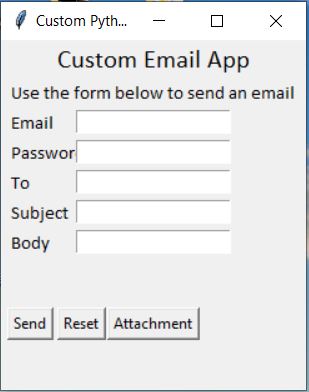 Custom Pyth...
Custom Email App
Use the form below to send an email
Email
Passwor
To
Subject
Body
Send Reset Attachment